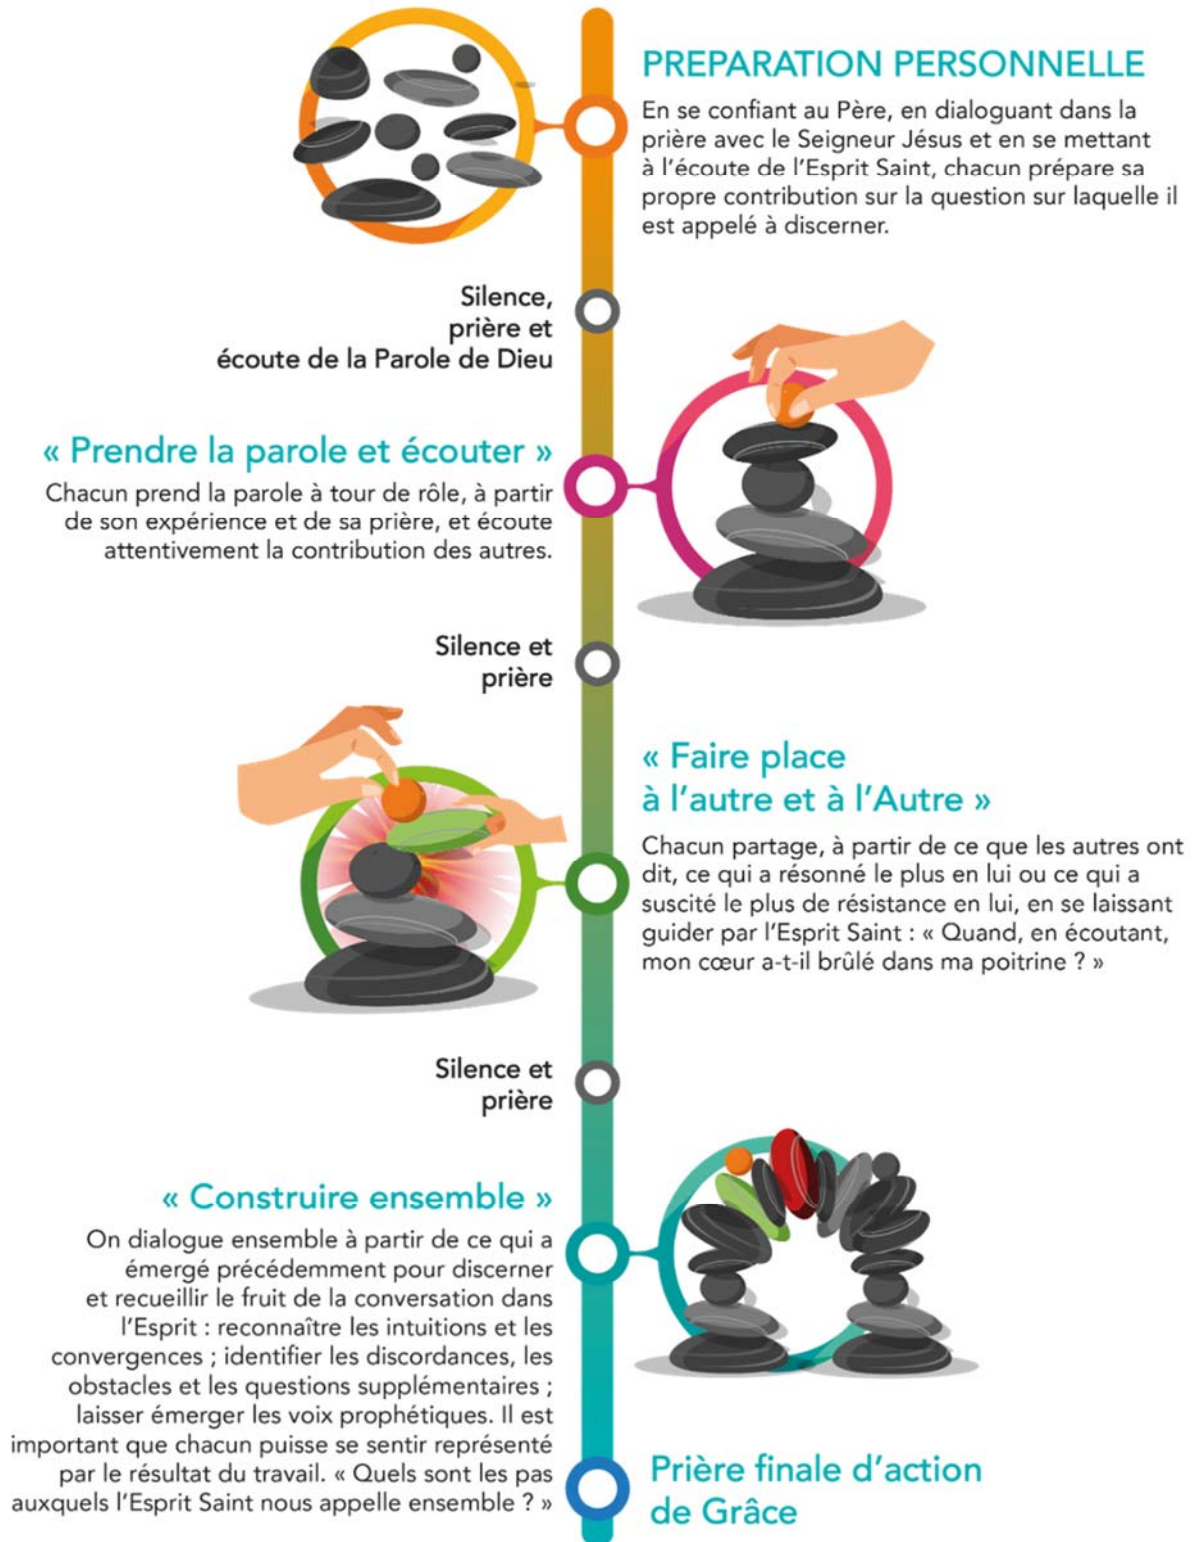 PREPARATION PERSONNELLE
En se confiant au Père, en dialoguant dans la
prière avec le Seigneur Jésus et en se mettant
à l'écoute de l'Esprit Saint, chacun prépare sa
propre contribution sur la question sur laquelle il
est appelé à discerner.
Silence,
prière et
écoute de la Parole de Dieu
« Prendre la parole et écouter »
Chacun prend la parole à tour de rôle, à partir
de son expérience et de sa prière, et écoute
attentivement la contribution des autres.
Silence et
prière
« Faire place
à l'autre et à l'Autre »
Chacun partage, à partir de ce que les autres ont
dit, ce qui a résonné le plus en lui ou ce qui a
suscité le plus de résistance en lui, en se laissant
guider par l'Esprit Saint : « Quand, en écoutant,
mon cœur a-t-il brûlé dans ma poitrine ? »
Silence et
prière
« Construire ensemble »
On dialogue ensemble à partir de ce qui a
émergé précédemment pour discerner
et recueillir le fruit de la conversation dans
l'Esprit : reconnaître les intuitions et les
convergences ; identifier les discordances, les
obstacles et les questions supplémentaires ;
laisser émerger les voix prophétiques. Il est
important que chacun puisse se sentir représenté
par le résultat du travail. « Quels sont les pas
auxquels l'Esprit Saint nous appelle ensemble ? »
Prière finale d'action
de Grâce